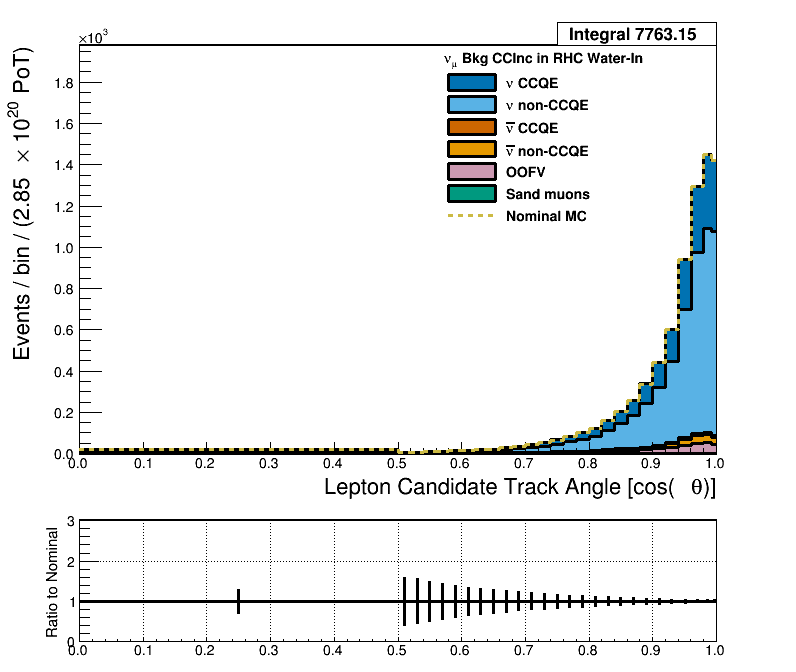 ×10³
Integral 7763.15
ν_μ Bkg CCInc in RHC Water-In
ν CCQE
ν non-CCQE
ν̅ CCQE
ν̅ non-CCQE
OOFV
Sand muons
Nominal MC
Events / bin / (2.85 × 10²⁰ PoT)
1.8
1.6
1.4
1.2
1.0
0.8
0.6
0.4
0.2
0.0
0.0 0.1 0.2 0.3 0.4 0.5 0.6 0.7 0.8 0.9 1.0
Lepton Candidate Track Angle [cos( θ)]
Ratio to Nominal
3
2
1
0
0.0 0.1 0.2 0.3 0.4 0.5 0.6 0.7 0.8 0.9 1.0